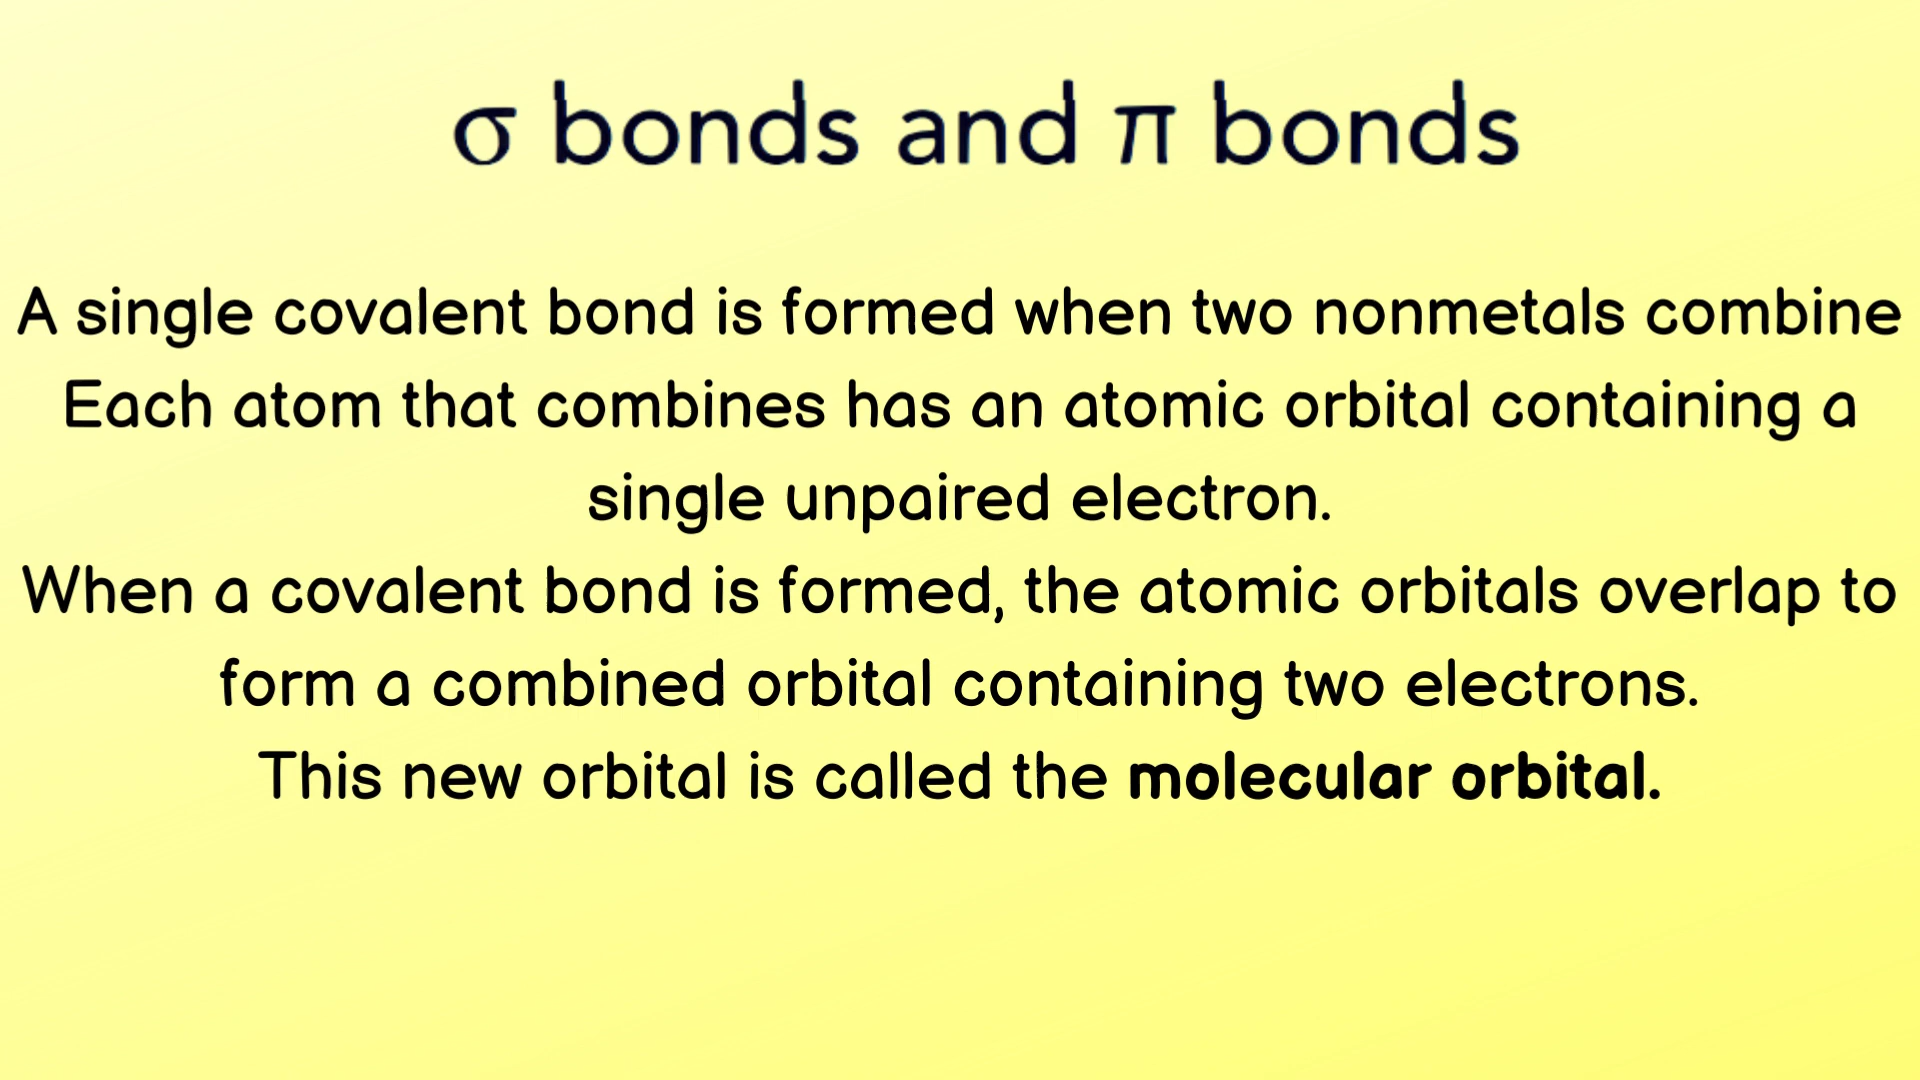 σ bonds and π bonds
A single covalent bond is formed when two nonmetals combine
Each atom that combines has an atomic orbital containing a
single unpaired electron.
When a covalent bond is formed, the atomic orbitals overlap to
form a combined orbital containing two electrons.
This new orbital is called the molecular orbital.